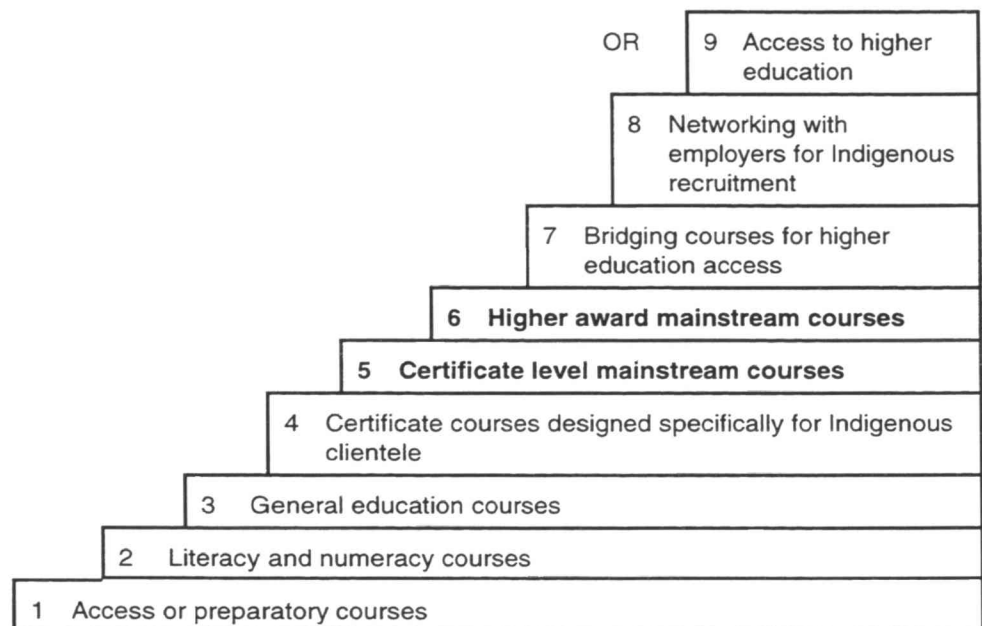 OR 9 Access to higher
education
8 Networking with
employers for Indigenous
recruitment
7 Bridging courses for higher
education access
6 Higher award mainstream courses
5 Certificate level mainstream courses
4 Certificate courses designed specifically for Indigenous
clientele
3 General education courses
2 Literacy and numeracy courses
1 Access or preparatory courses